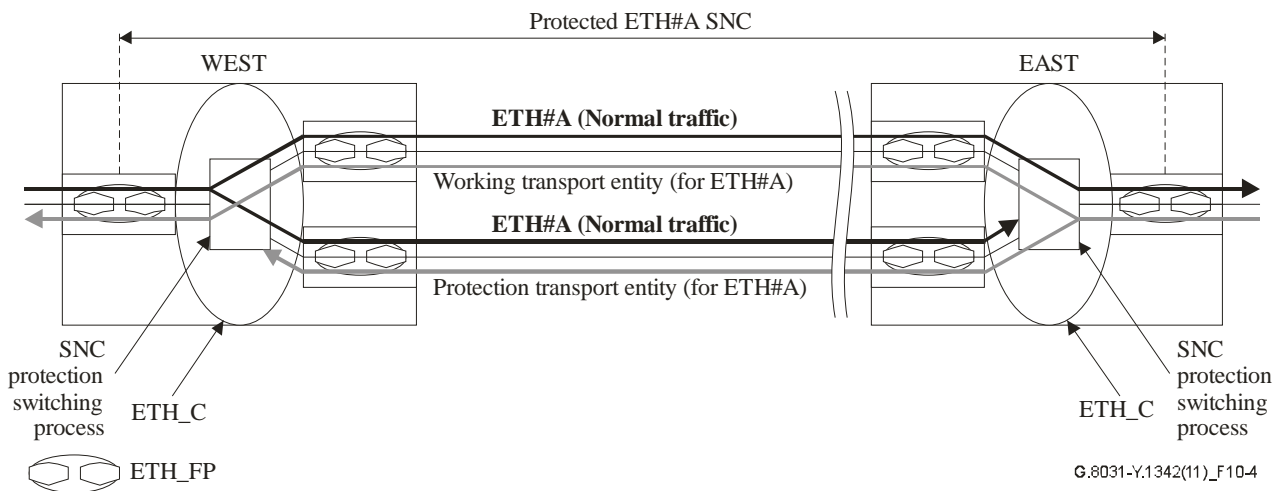 Protected ETH#A SNC
WEST
EAST
ETH#A (Normal traffic)
Working transport entity (for ETH#A)
ETH#A (Normal traffic)
Protection transport entity (for ETH#A)
SNC
protection
switching
process
ETH_C
ETH_C
SNC
protection
switching
process
ETH_FP
G.8031-Y.1342(11)_F10-4